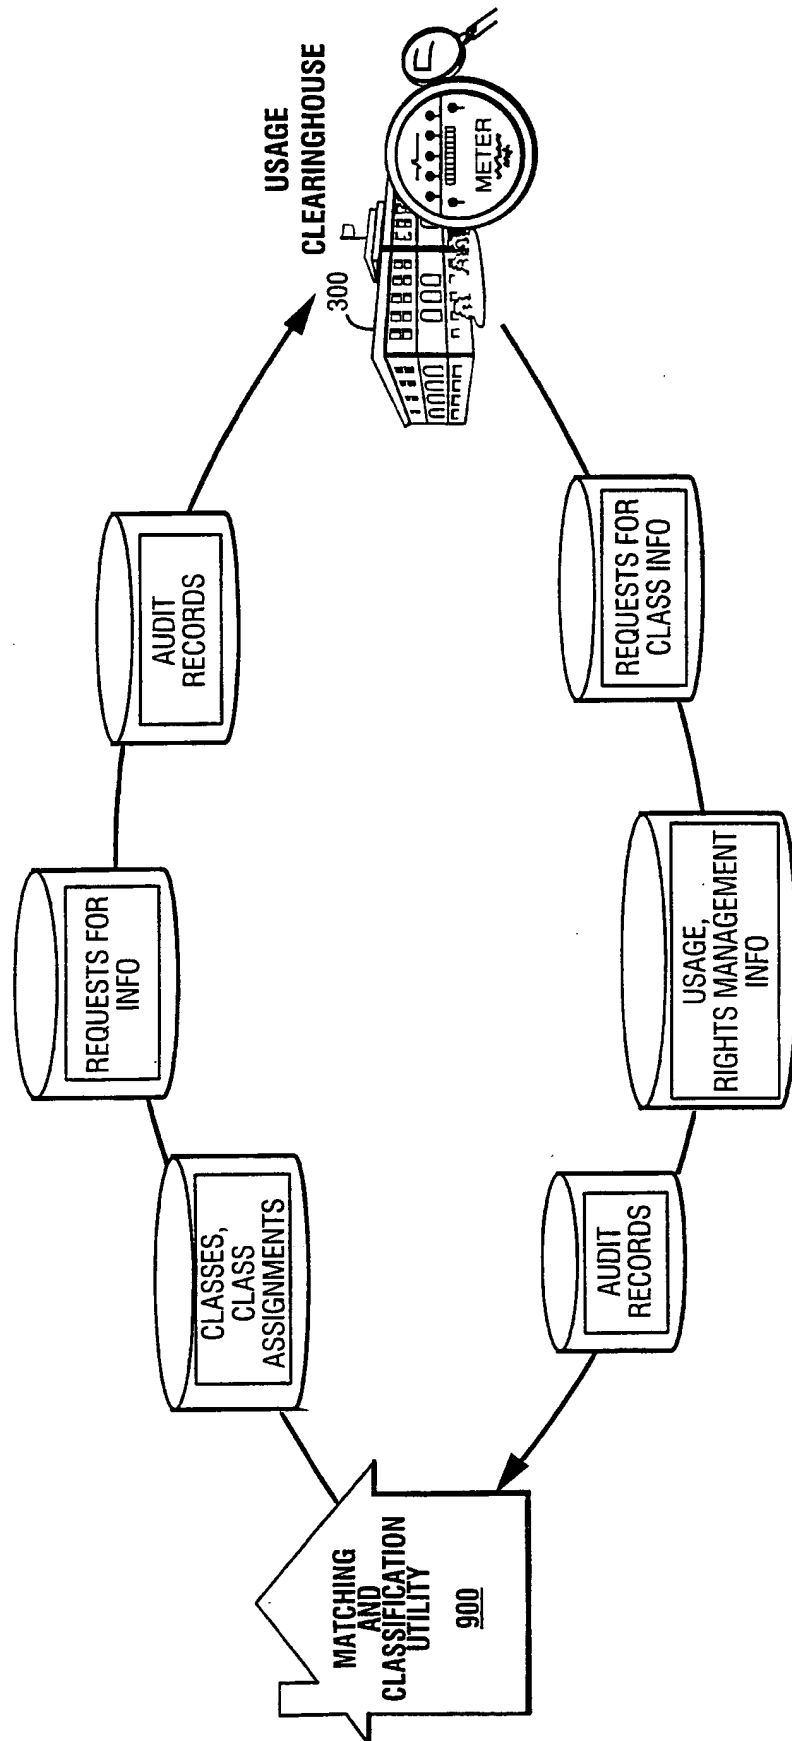 USAGE
CLEARINGHOUSE
300
METER
AUDIT
RECORDS
REQUESTS FOR
INFO
CLASSES,
CLASS
ASSIGNMENTS
MATCHING
AND
CLASSIFICATION
UTILITY
900
AUDIT
RECORDS
USAGE,
RIGHTS MANAGEMENT
INFO
REQUESTS FOR
CLASS INFO